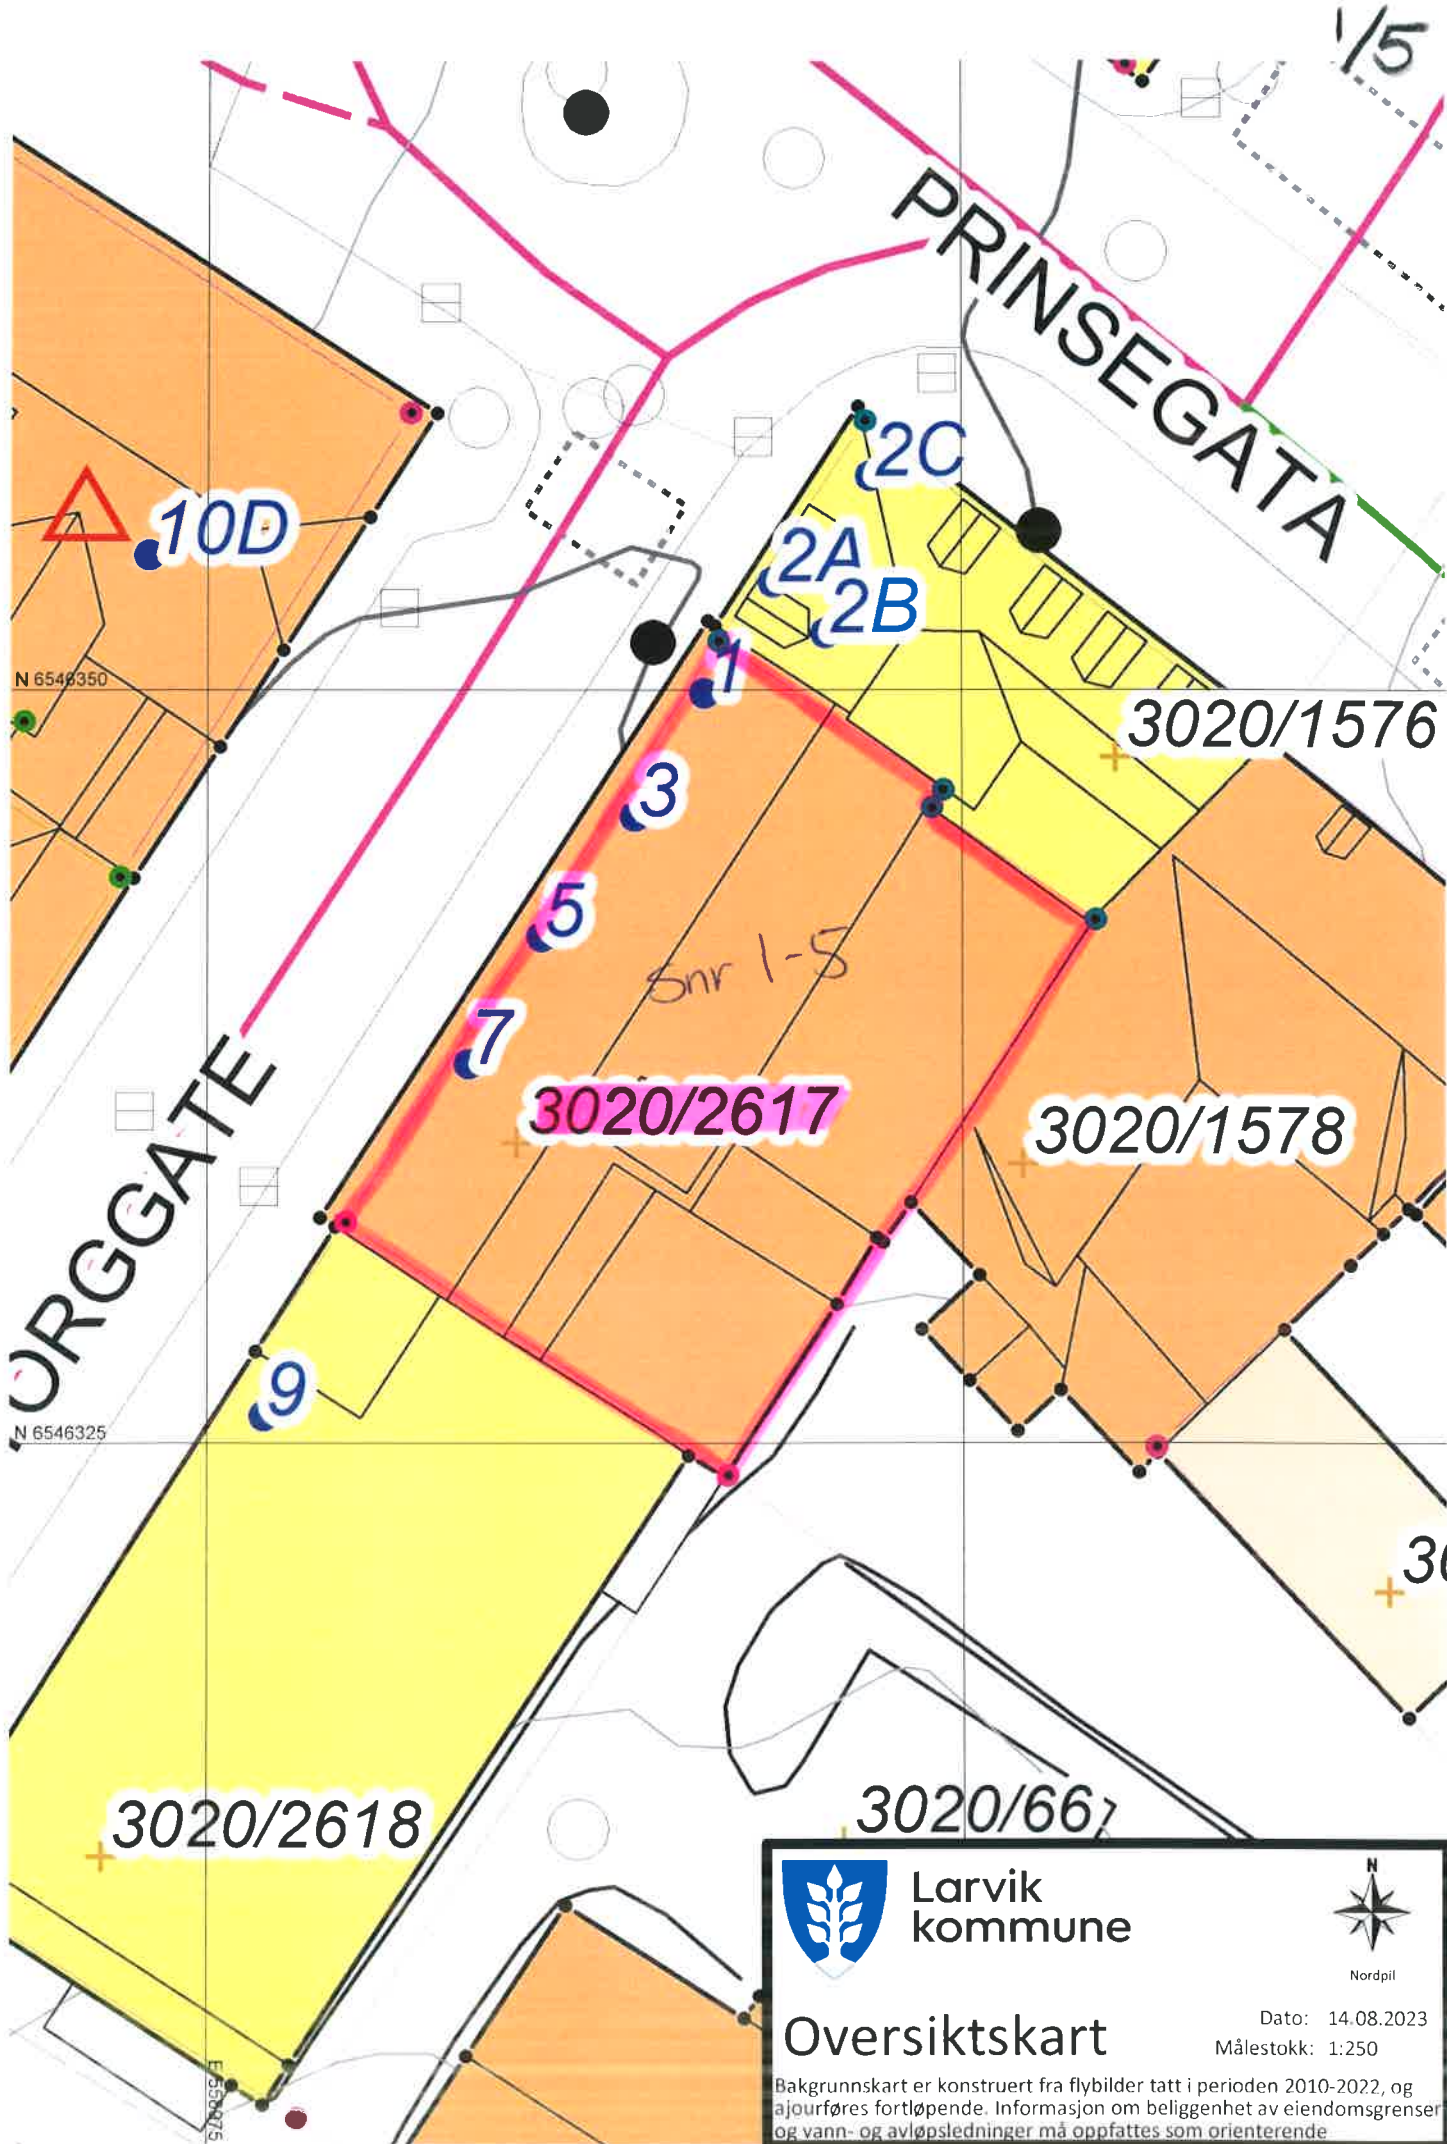 1/5
PRINSEGATA
2C
10D
2A
2B
N 6546350
1
3020/1576
3
5
Snr 1-5
7
3020/2617
3020/1578
ORGGATE
9
N 6546325
30
3020/2618
3020/667
Larvik
kommune
N
Nordpil
Oversiktskart
Dato: 14.08.2023
Målestokk: 1:250
Bakgrunnskart er konstruert fra flybilder tatt i perioden 2010-2022, og
ajourføres fortløpende. Informasjon om beliggenhet av eiendomsgrenser
og vann- og avløpsledninger må oppfattes som orienterende